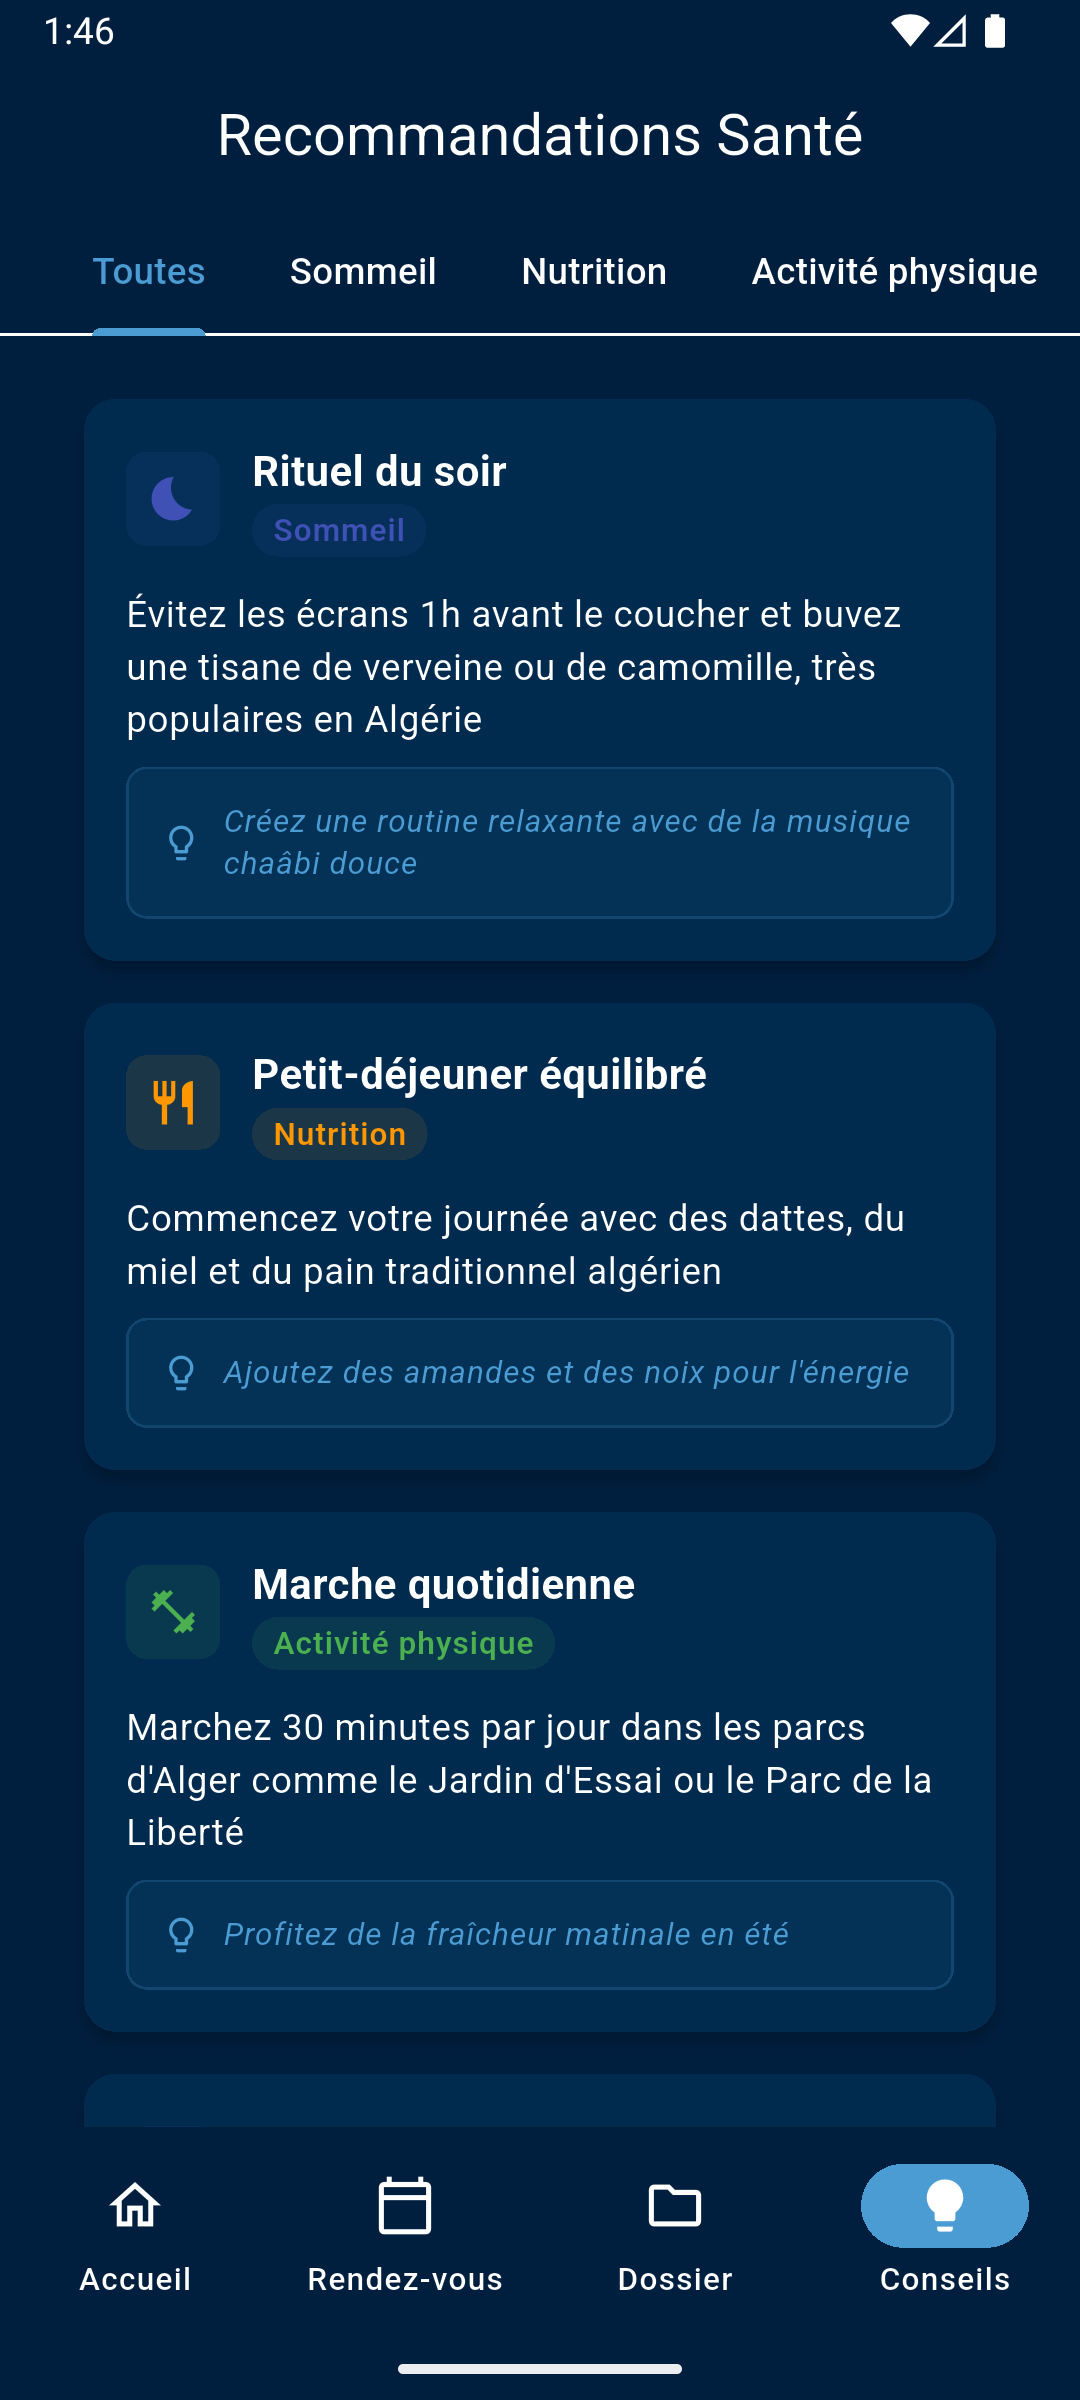 1:46
Recommandations Santé
Toutes Sommeil Nutrition Activité physique
Rituel du soir
Sommeil
Évitez les écrans 1h avant le coucher et buvez
une tisane de verveine ou de camomille, très
populaires en Algérie
Créez une routine relaxante avec de la musique
chaâbi douce
Petit-déjeuner équilibré
Nutrition
Commencez votre journée avec des dattes, du
miel et du pain traditionnel algérien
Ajoutez des amandes et des noix pour l'énergie
Marche quotidienne
Activité physique
Marchez 30 minutes par jour dans les parcs
d'Alger comme le Jardin d'Essai ou le Parc de la
Liberté
Profitez de la fraîcheur matinale en été
Accueil Rendez-vous Dossier Conseils